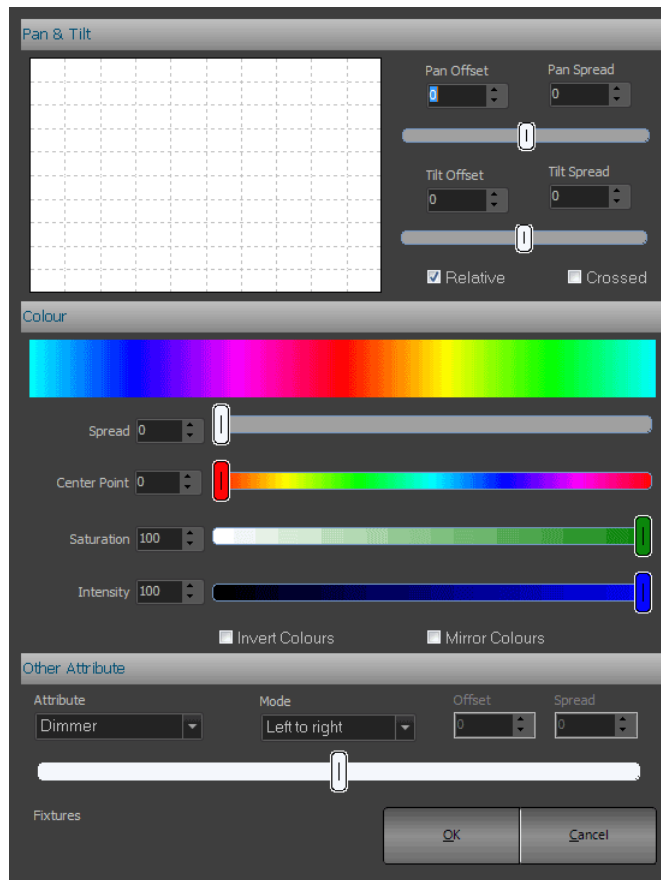 Pan & Tilt
Pan Offset Pan Spread
0 0
Tilt Offset Tilt Spread
0 0
Relative Crossed
Colour
Spread 0
Center Point 0
Saturation 100
Intensity 100
Invert Colours Mirror Colours
Other Attribute
Attribute Mode Offset Spread
Dimmer Left to right 0 0
Fixtures
OK Cancel